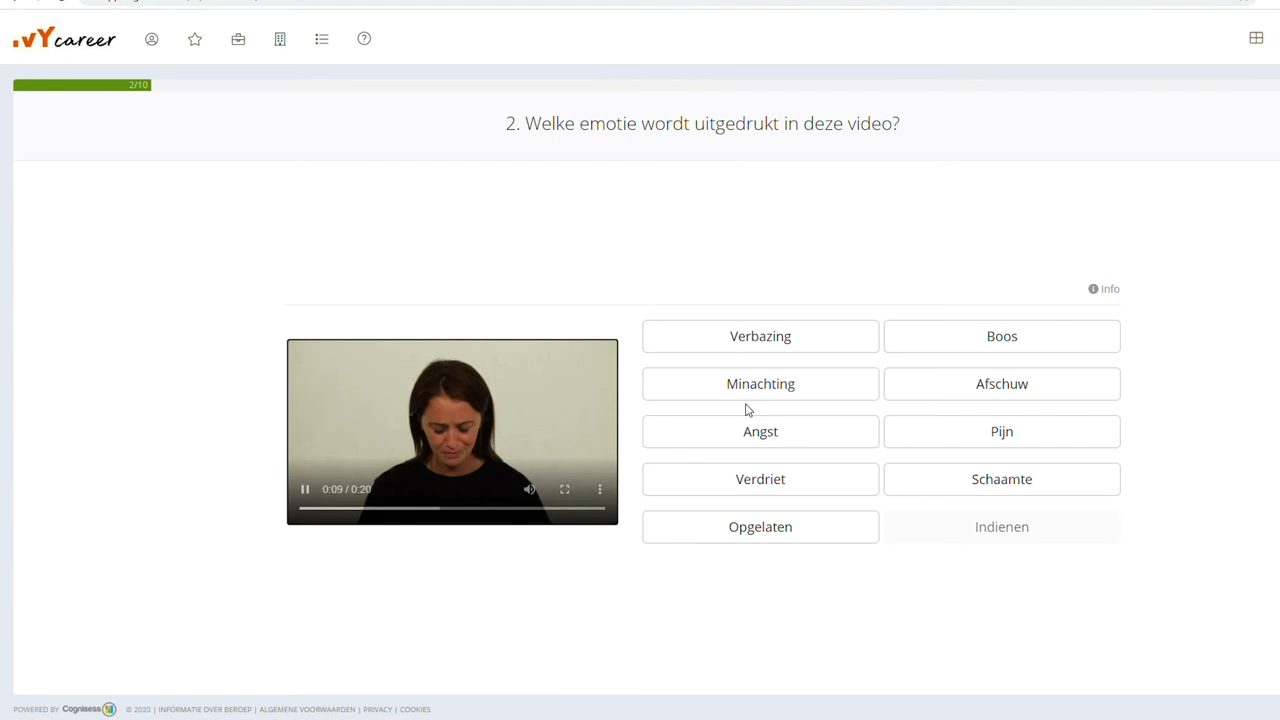 .ıvYcareer
2/10
2. Welke emotie wordt uitgedrukt in deze video?
Info
Verbazing
Boos
Minachting
Afschuw
Angst
Pijn
Verdriet
Schaamte
Opgelaten
Indienen
0:09 / 0:20
POWERED BY Cognisess © 2020 | INFORMATIE OVER BEROEP | ALGEMENE VOORWAARDEN | PRIVACY | COOKIES